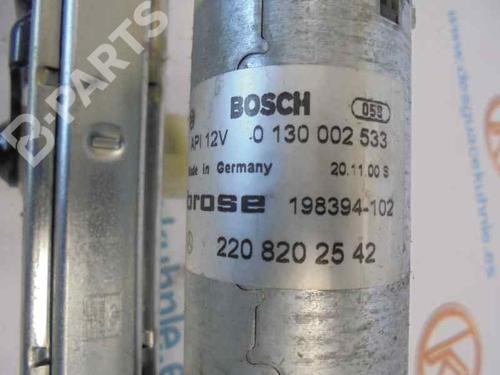 B-PARTS
BOSCH 058
API 12V 0 130 002 533
Made in Germany 20.11.00 S
brose 198394-102
220 820 25 42